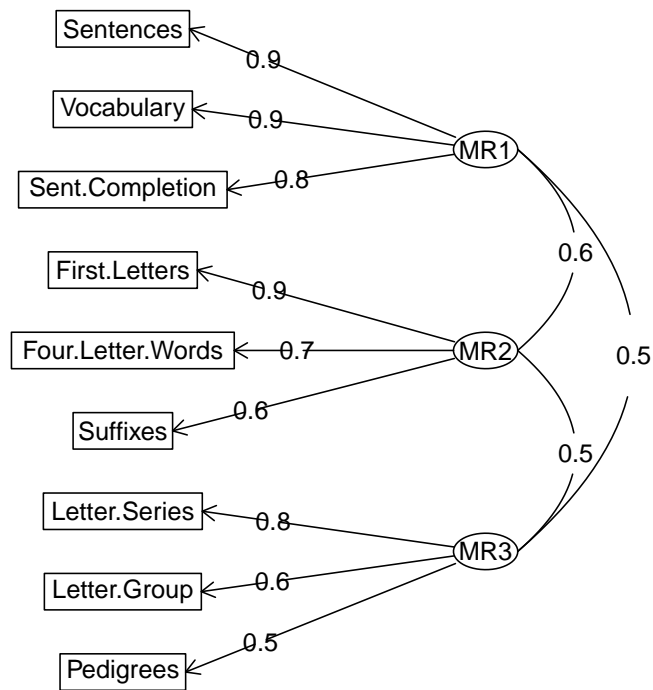 Sentences
0.9
Vocabulary
0.9
MR1
Sent.Completion
0.8
0.6
First.Letters
0.9
Four.Letter.Words
0.7
MR2
0.5
Suffixes
0.6
0.5
Letter.Series
0.8
MR3
Letter.Group
0.6
0.5
Pedigrees